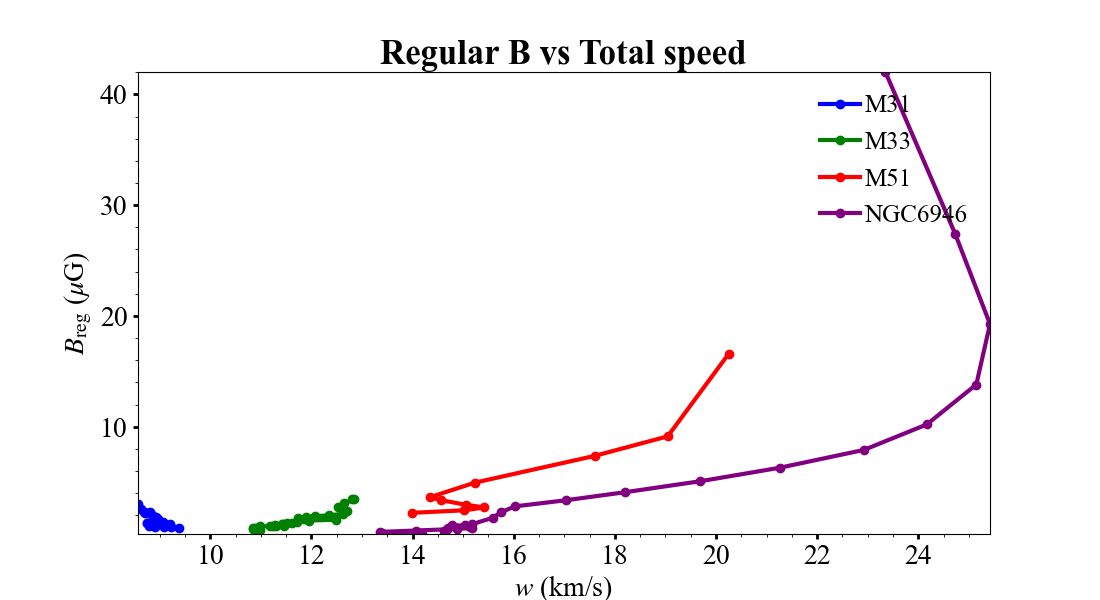 Regular B vs Total speed
40
30
20
10
B_reg (μG)
M31
M33
M51
NGC6946
10 12 14 16 18 20 22 24
w (km/s)